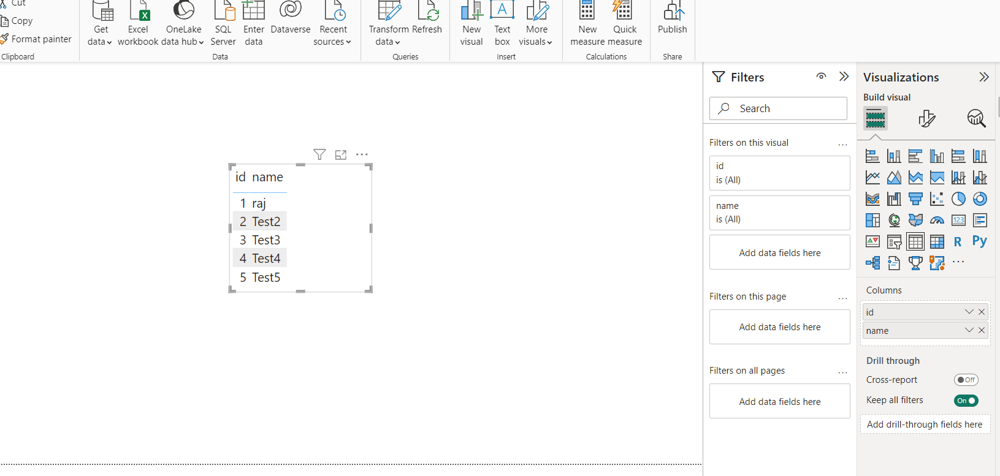 Cut
Copy
Format painter
Clipboard
Get data
Excel workbook
OneLake data hub
SQL Server
Enter data
Dataverse
Recent sources
Data
Transform data
Refresh
Queries
New visual
A
Text box
More visuals
Insert
New measure
Quick measure
Calculations
Publish
Share
id name
1 raj
2 Test2
3 Test3
4 Test4
5 Test5
Filters
Search
Filters on this visual
id
is (All)
name
is (All)
Add data fields here
Filters on this page
Add data fields here
Filters on all pages
Add data fields here
Visualizations
Build visual
123
R
Py
Columns
id
name
Drill through
Cross-report
Off
Keep all filters
On
Add drill-through fields here